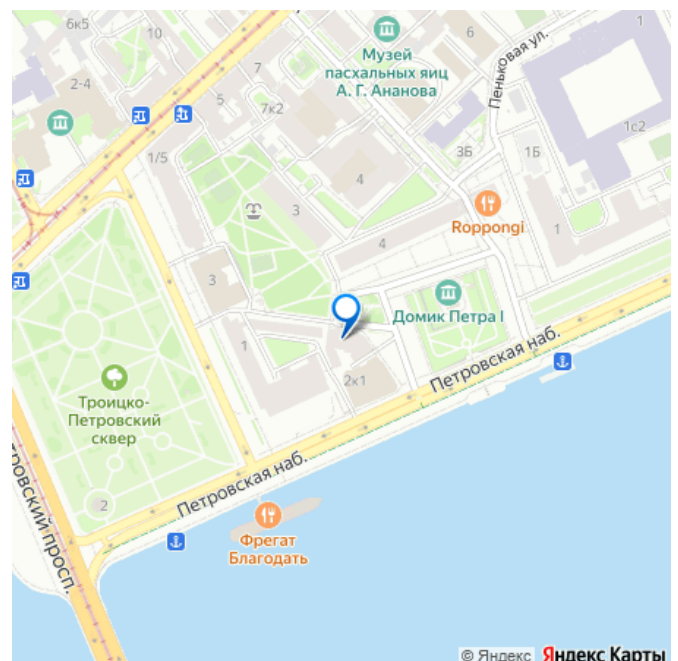 6к5
10
Музей
пасхальных яиц
А. Г. Ананова
6
1
Пеньковая ул.
2-4
7
5
7к2
1с2
3Б
1Б
1/5
4
3
Roppongi
4
1
3
Домик Петра I
1
2к1
Петровская наб.
Троицко-
Петровский
сквер
Петровская наб.
2
тровский просп.
Фрегат
Благодать
© Яндекс Яндекс Карты